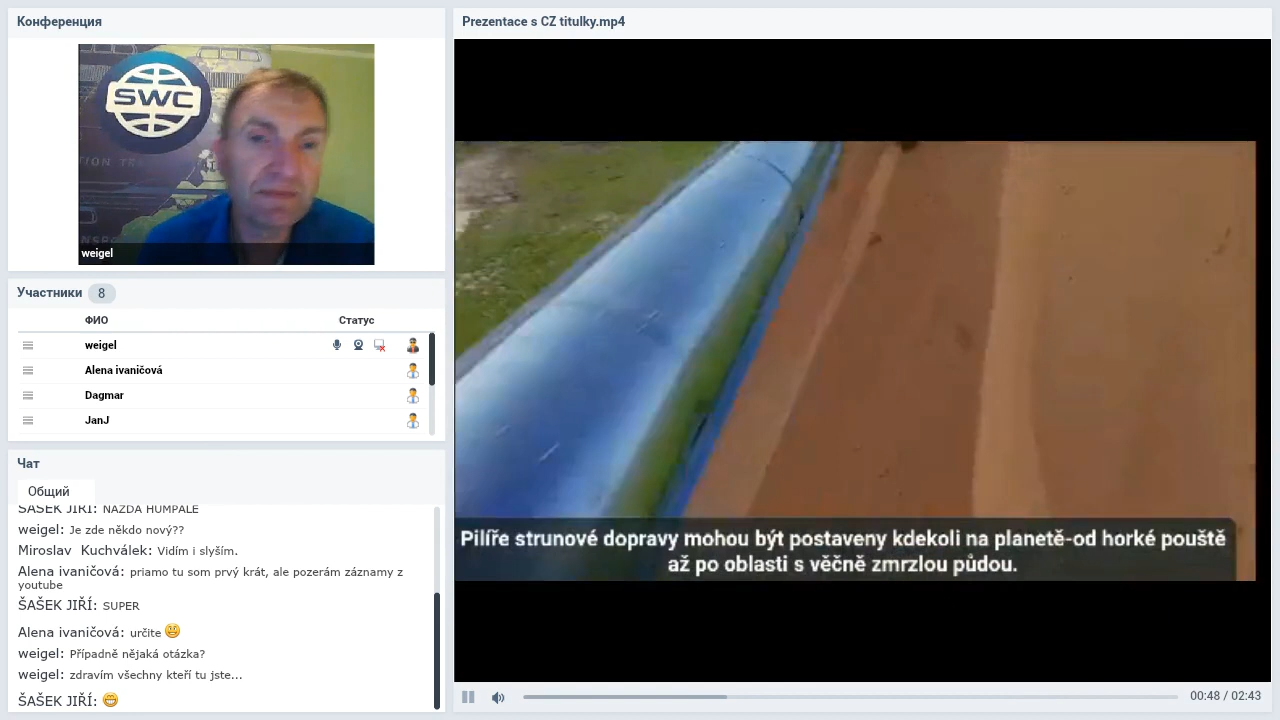 Конференция
SWC
TION TR
weigel
Участники 8
ФИО Статус
weigel
Alena ivaničová
Dagmar
JanJ
Чат
Общий
ŠAŠEK JIŘÍ: NAZDA HUMPALE
weigel: Je zde někdo nový??
Miroslav Kuchválek: Vidím i slyším.
Alena ivaničová: priamo tu som prvý krát, ale pozerám záznamy z
youtube
ŠAŠEK JIŘÍ: SUPER
Alena ivaničová: určite
weigel: Případně nějaká otázka?
weigel: zdravím všechny kteří tu jste...
ŠAŠEK JIŘÍ:
Prezentace s CZ titulky.mp4
Pilíře strunové dopravy mohou být postaveny kdekoli na planetě-od horké pouště
až po oblasti s věčně zmrzlou půdou.
00:48 / 02:43